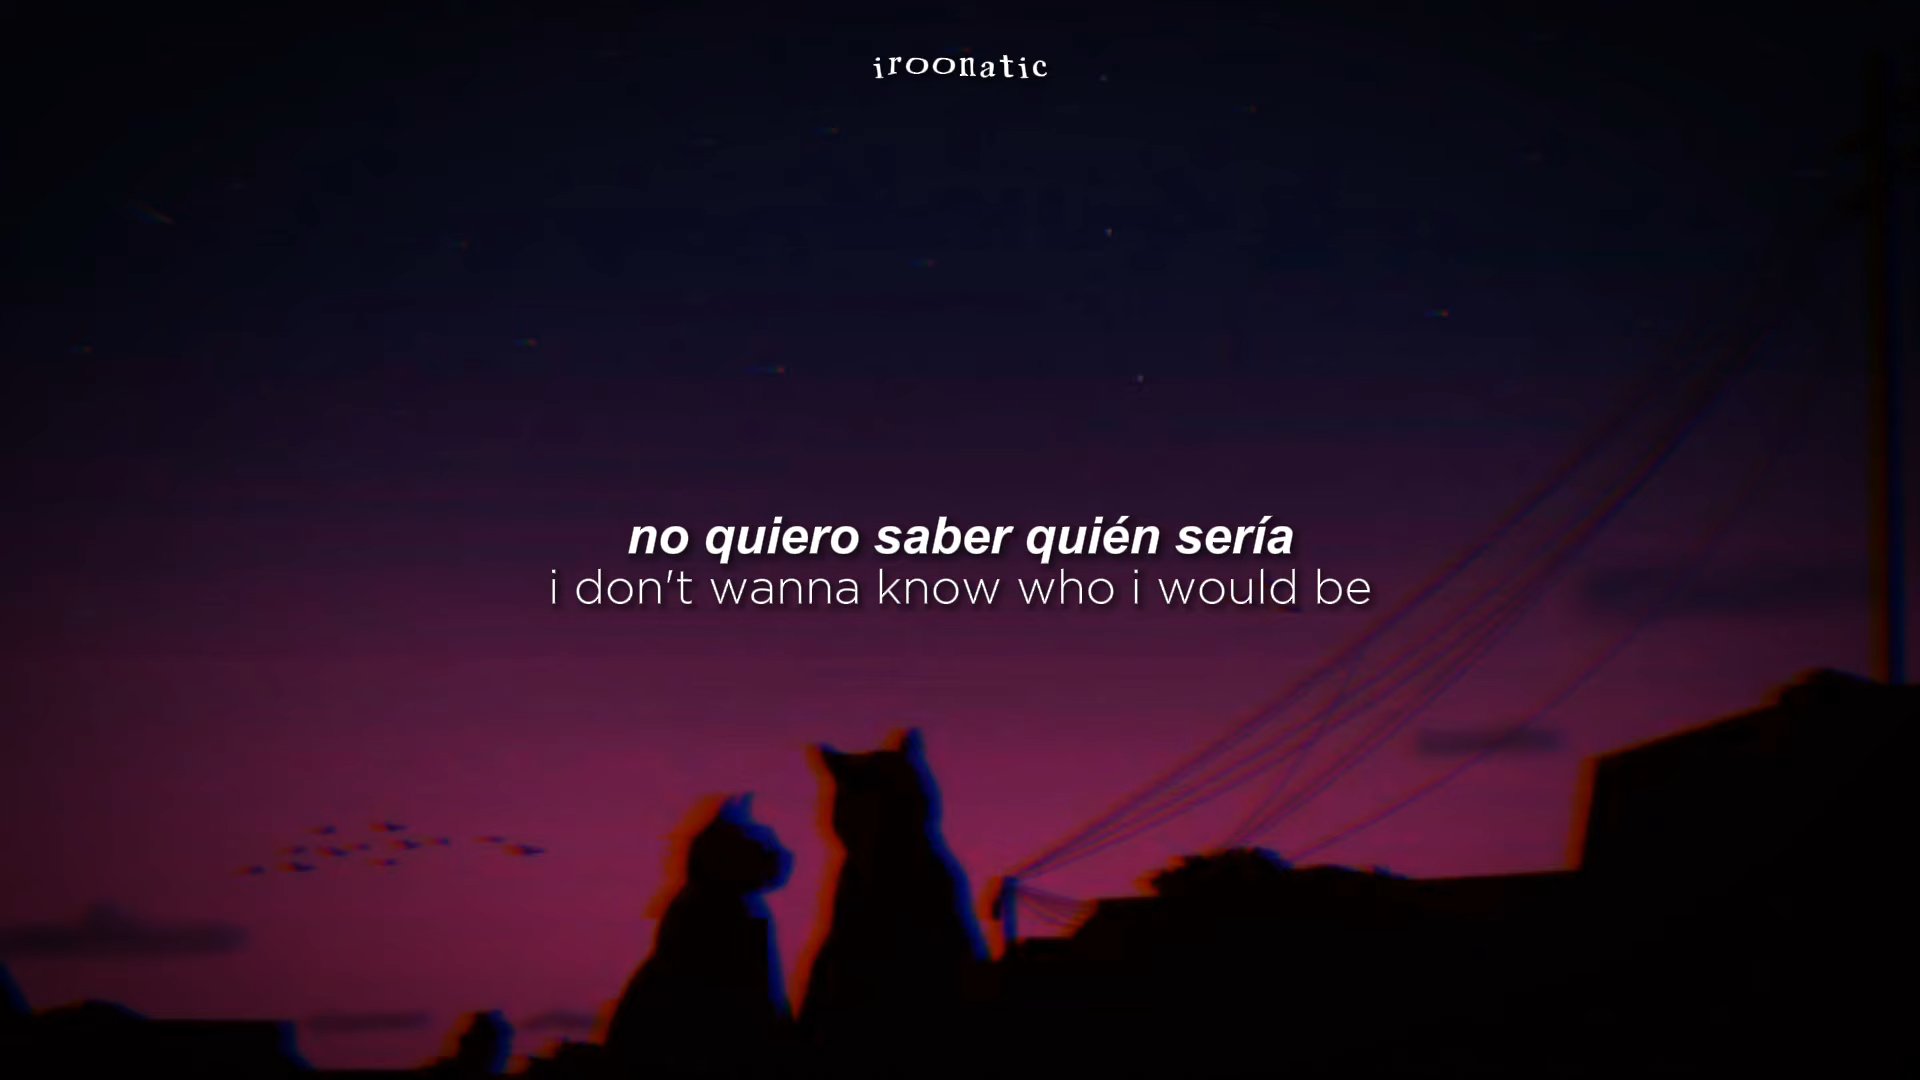 iroonatic
no quiero saber quién sería
i don't wanna know who i would be